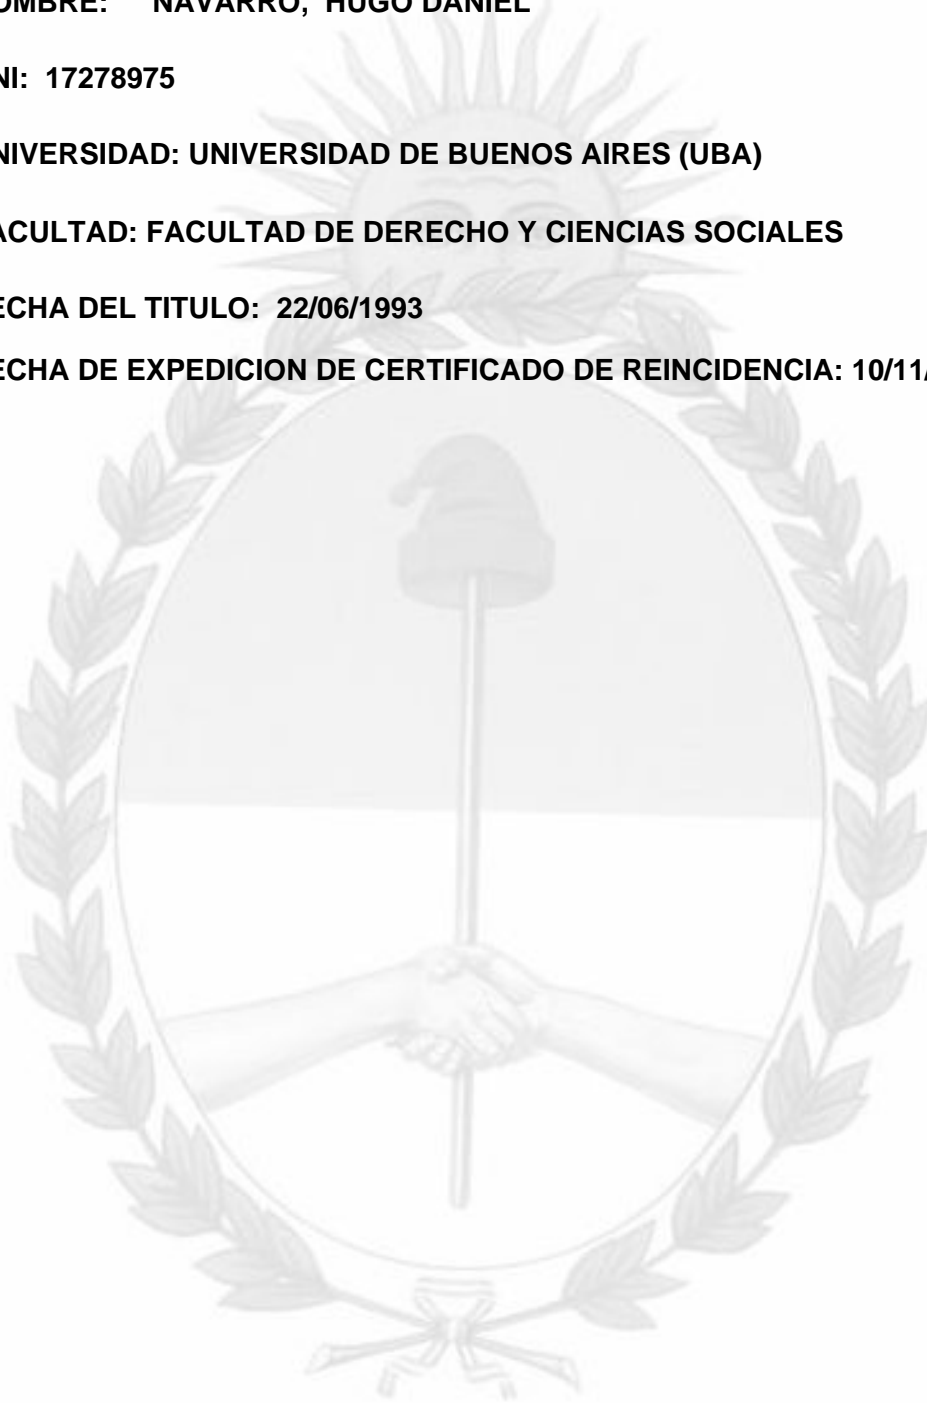 OMBRE: NAVARRO, HUGO DANIEL
NI: 17278975
NIVERSIDAD: UNIVERSIDAD DE BUENOS AIRES (UBA)
ACULTAD: FACULTAD DE DERECHO Y CIENCIAS SOCIALES
ECHA DEL TITULO: 22/06/1993
ECHA DE EXPEDICION DE CERTIFICADO DE REINCIDENCIA: 10/11/